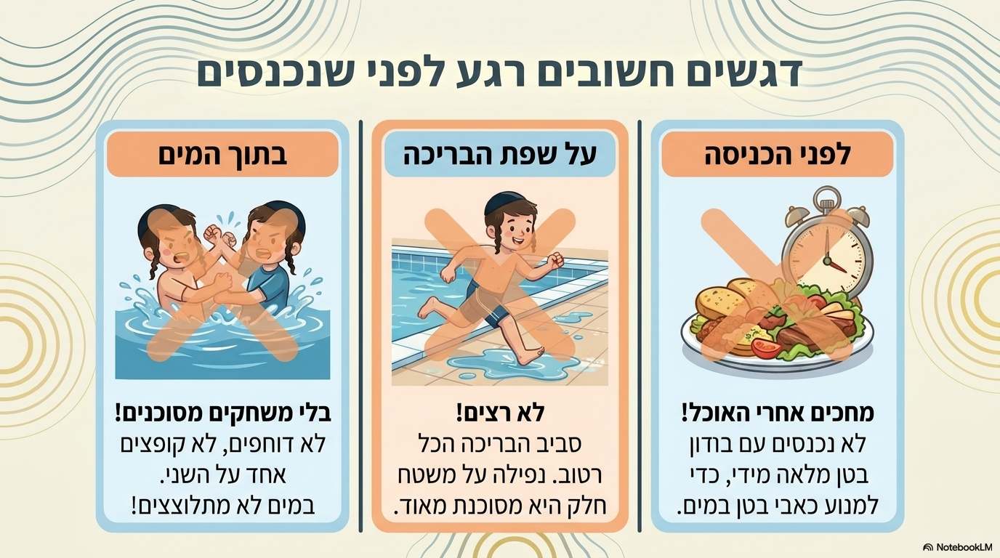 דגשים חשובים רגע לפני שנכנסים
לפני הכניסה
מחכים אחרי האוכל!
לא נכנסים עם בודון
בטן מלאה מידי, כדי
למנוע כאבי בטן במים.
על שפת הבריכה
לא רצים!
סביב הבריכה הכל
רטוב. נפילה על משטח
חלק היא מסוכנת מאוד.
בתוך המים
בלי משחקים מסוכנים!
לא דוחפים, לא קופצים
אחד על השני.
במים לא מתלוצצים!
NotebookLM